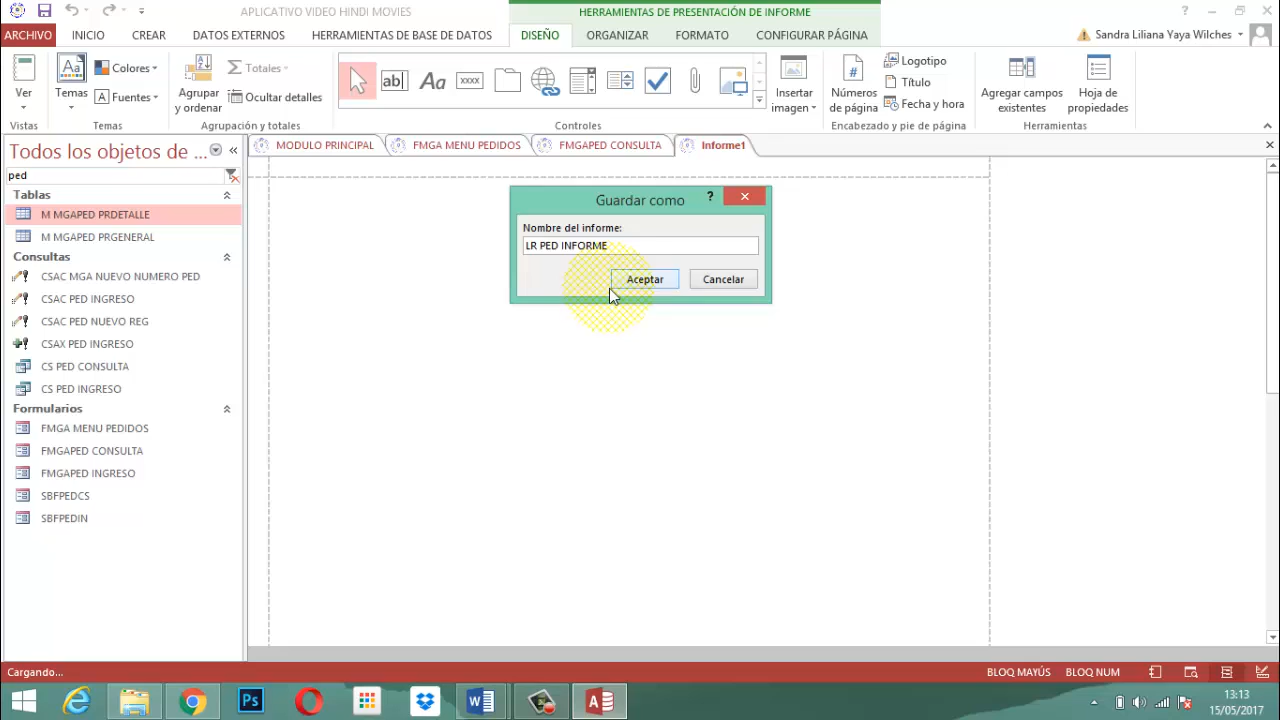 APLICATIVO VIDEO HINDI MOVIES
HERRAMIENTAS DE PRESENTACIÓN DE INFORME
ARCHIVO INICIO CREAR DATOS EXTERNOS HERRAMIENTAS DE BASE DE DATOS DISEÑO ORGANIZAR FORMATO CONFIGURAR PÁGINA Sandra Liliana Yaya Wilches
Ver
Vistas
Temas
Colores
Fuentes
Temas
Agrupar y ordenar
Totales
Ocultar detalles
Agrupación y totales
ab|
Aa
xxxx
Controles
Insertar imagen
Números de página
Logotipo
Título
Fecha y hora
Encabezado y pie de página
Agregar campos existentes
Hoja de propiedades
Herramientas
Todos los objetos de ...
ped
MODULO PRINCIPAL FMGA MENU PEDIDOS FMGAPED CONSULTA Informe1
Tablas
M MGAPED PRDETALLE
M MGAPED PRGENERAL
Consultas
CSAC MGA NUEVO NUMERO PED
CSAC PED INGRESO
CSAC PED NUEVO REG
CSAX PED INGRESO
CS PED CONSULTA
CS PED INGRESO
Formularios
FMGA MENU PEDIDOS
FMGAPED CONSULTA
FMGAPED INGRESO
SBFPEDCS
SBFPEDIN
Guardar como
Nombre del informe:
LR PED INFORME
Aceptar Cancelar
Cargando...
BLOQ MAYÚS BLOQ NUM
13:13
15/05/2017